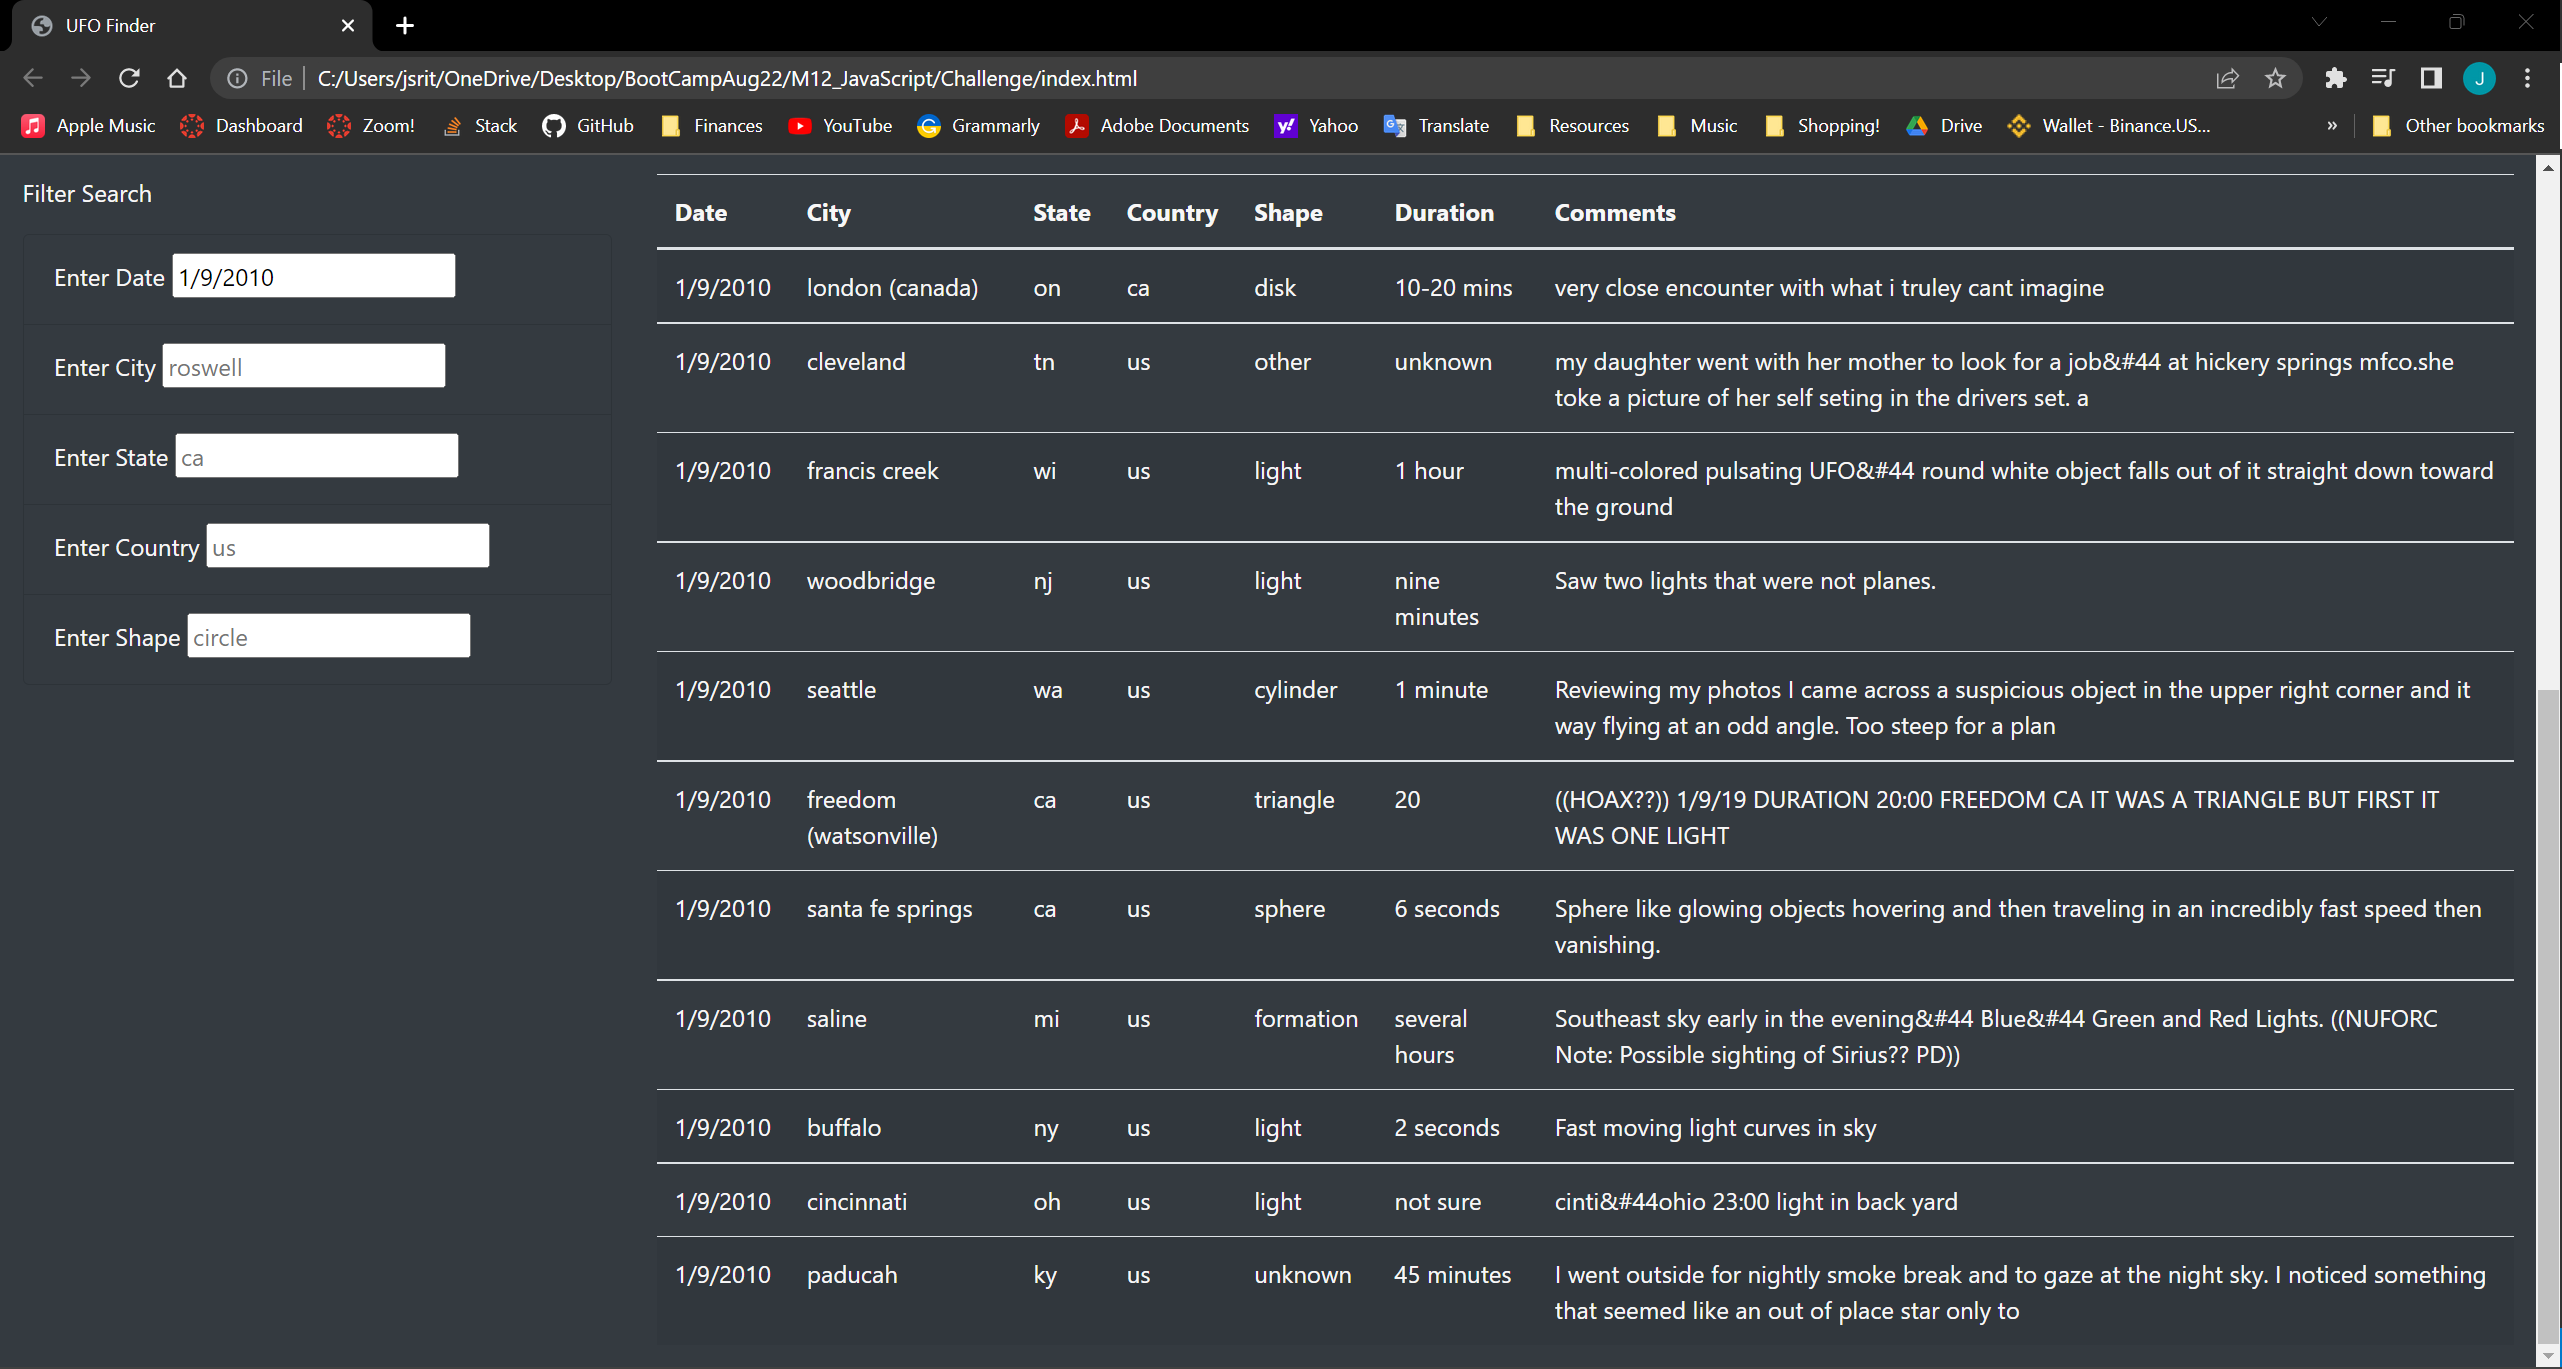 UFO Finder
File C:/Users/jsrit/OneDrive/Desktop/BootCampAug22/M12_JavaScript/Challenge/index.html
J
Apple Music Dashboard Zoom! Stack GitHub Finances YouTube Grammarly Adobe Documents Yahoo Translate Resources Music Shopping! Drive Wallet - Binance.US... » Other bookmarks
Filter Search
Enter Date 1/9/2010
Enter City roswell
Enter State ca
Enter Country us
Enter Shape circle
Date City State Country Shape Duration Comments
1/9/2010 london (canada) on ca disk 10-20 mins very close encounter with what i truley cant imagine
1/9/2010 cleveland tn us other unknown my daughter went with her mother to look for a job&#44 at hickery springs mfco.she
toke a picture of her self seting in the drivers set. a
1/9/2010 francis creek wi us light 1 hour multi-colored pulsating UFO&#44 round white object falls out of it straight down toward
the ground
1/9/2010 woodbridge nj us light nine Saw two lights that were not planes.
minutes
1/9/2010 seattle wa us cylinder 1 minute Reviewing my photos I came across a suspicious object in the upper right corner and it
way flying at an odd angle. Too steep for a plan
1/9/2010 freedom ca us triangle 20 ((HOAX??)) 1/9/19 DURATION 20:00 FREEDOM CA IT WAS A TRIANGLE BUT FIRST IT
(watsonville) WAS ONE LIGHT
1/9/2010 santa fe springs ca us sphere 6 seconds Sphere like glowing objects hovering and then traveling in an incredibly fast speed then
vanishing.
1/9/2010 saline mi us formation several Southeast sky early in the evening&#44 Blue&#44 Green and Red Lights. ((NUFORC
hours Note: Possible sighting of Sirius?? PD))
1/9/2010 buffalo ny us light 2 seconds Fast moving light curves in sky
1/9/2010 cincinnati oh us light not sure cinti&#44ohio 23:00 light in back yard
1/9/2010 paducah ky us unknown 45 minutes I went outside for nightly smoke break and to gaze at the night sky. I noticed something
that seemed like an out of place star only to